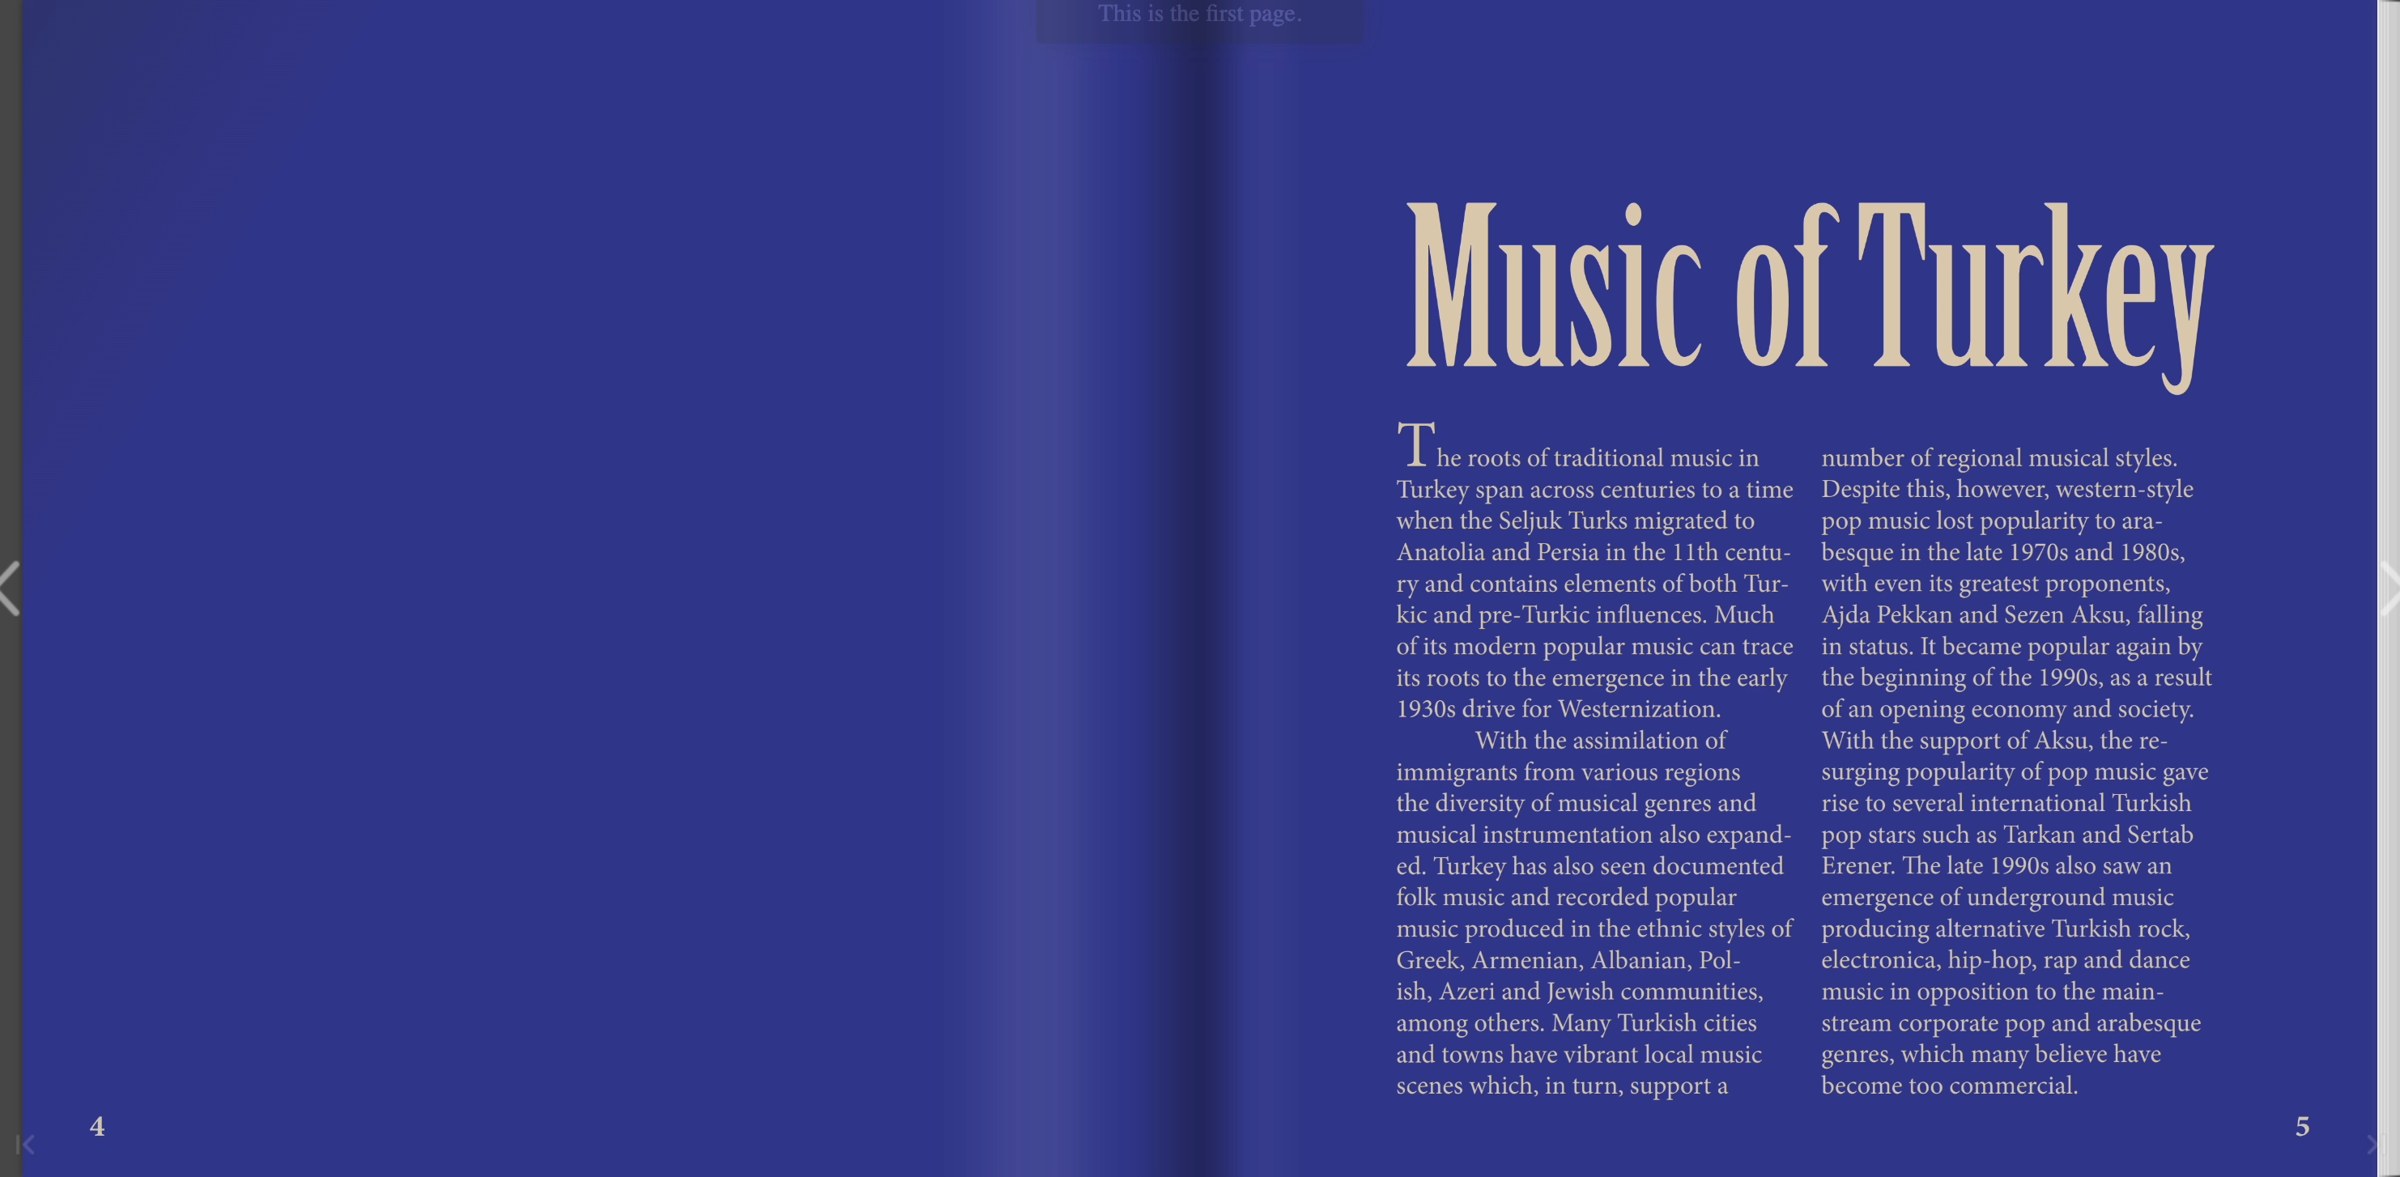 This is the first page.
Music of Turkey
The roots of traditional music in
Turkey span across centuries to a time
when the Seljuk Turks migrated to
Anatolia and Persia in the 11th centu-
ry and contains elements of both Tur-
kic and pre-Turkic influences. Much
of its modern popular music can trace
its roots to the emergence in the early
1930s drive for Westernization.
With the assimilation of
immigrants from various regions
the diversity of musical genres and
musical instrumentation also expand-
ed. Turkey has also seen documented
folk music and recorded popular
music produced in the ethnic styles of
Greek, Armenian, Albanian, Pol-
ish, Azeri and Jewish communities,
among others. Many Turkish cities
and towns have vibrant local music
scenes which, in turn, support a
number of regional musical styles.
Despite this, however, western-style
pop music lost popularity to ara-
besque in the late 1970s and 1980s,
with even its greatest proponents,
Ajda Pekkan and Sezen Aksu, falling
in status. It became popular again by
the beginning of the 1990s, as a result
of an opening economy and society.
With the support of Aksu, the re-
surging popularity of pop music gave
rise to several international Turkish
pop stars such as Tarkan and Sertab
Erener. The late 1990s also saw an
emergence of underground music
producing alternative Turkish rock,
electronica, hip-hop, rap and dance
music in opposition to the main-
stream corporate pop and arabesque
genres, which many believe have
become too commercial.
4
5